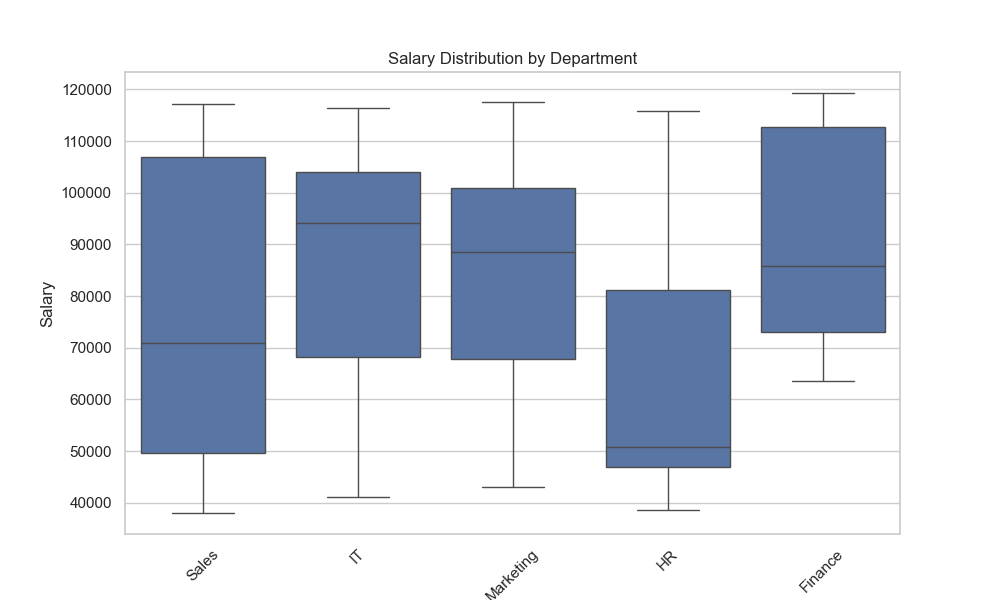 Salary Distribution by Department
120000
110000
100000
90000
80000
70000
60000
50000
40000
Salary
Sales
IT
Marketing
HR
Finance